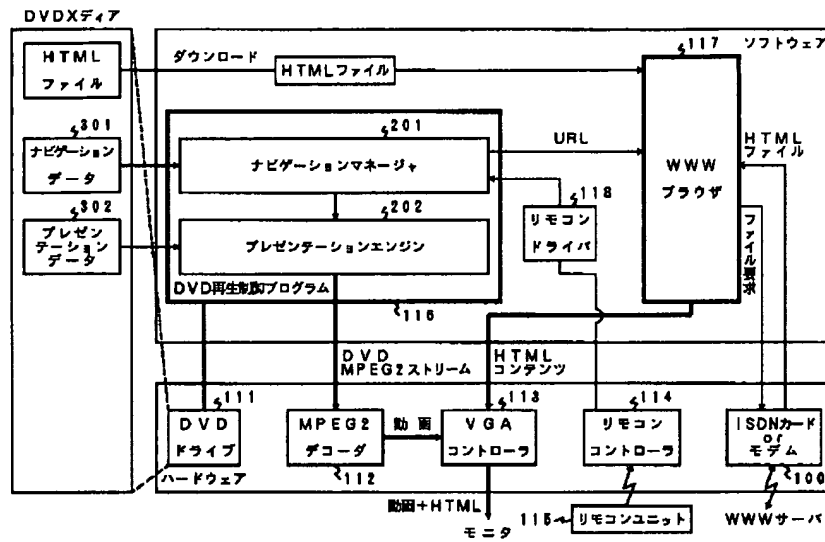 DVDメディア
HTML
ファイル
301
ナビゲーション
データ
302
プレゼン
テーション
データ
ソフトウェア
ダウンロード
HTMLファイル
117
WWW
ブラウザ
201
ナビゲーションマネージャ
URL
HTML
ファイル
202
プレゼンテーションエンジン
118
リモコン
ドライバ
ファイル要求
DVD再生制御プログラム
116
DVD
MPEG2ストリーム
HTML
コンテンツ
111
DVD
ドライブ
MPEG2
デコーダ
112
動画
113
VGA
コントローラ
114
リモコン
コントローラ
ISDNカード
or
モデム
100
ハードウェア
動画+HTML
モニタ
115
リモコンユニット
WWWサーバ